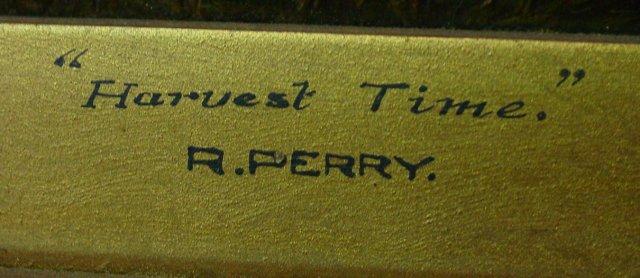 “Harvest Time.”
R. PERRY.